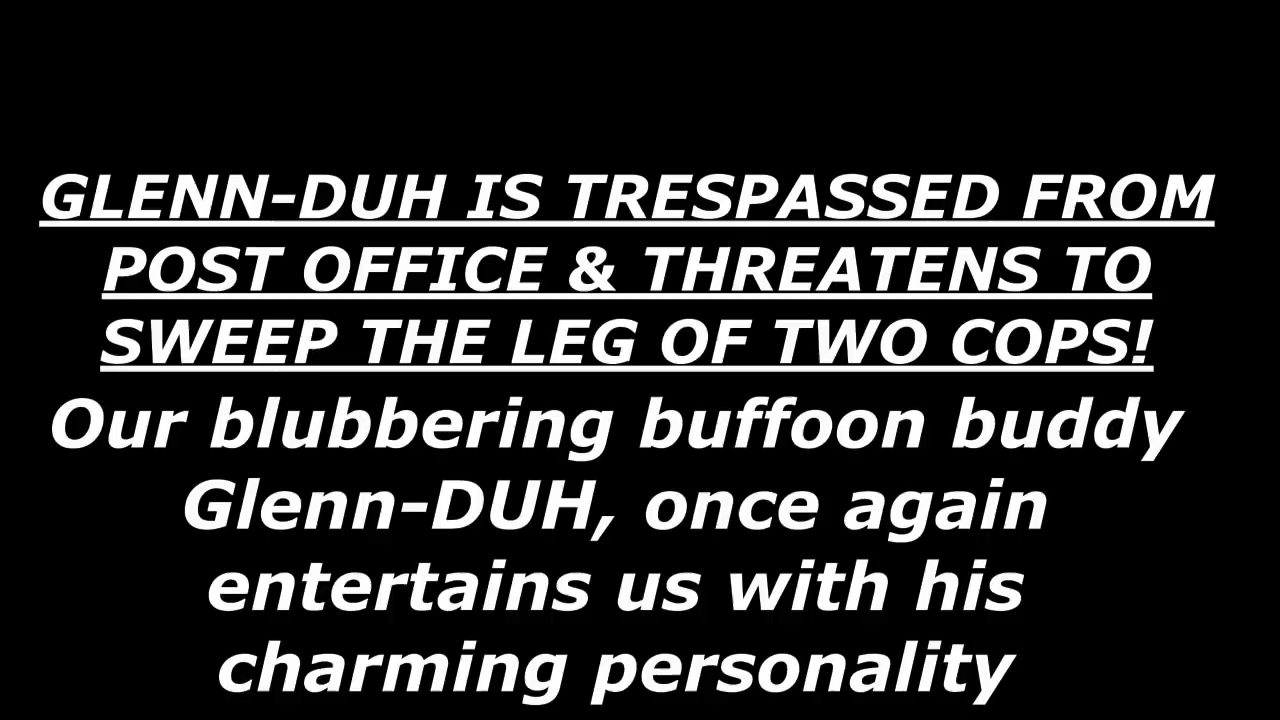 GLENN-DUH IS TRESPASSED FROM
POST OFFICE & THREATENS TO
SWEEP THE LEG OF TWO COPS!
Our blubbering buffoon buddy
Glenn-DUH, once again
entertains us with his
charming personality